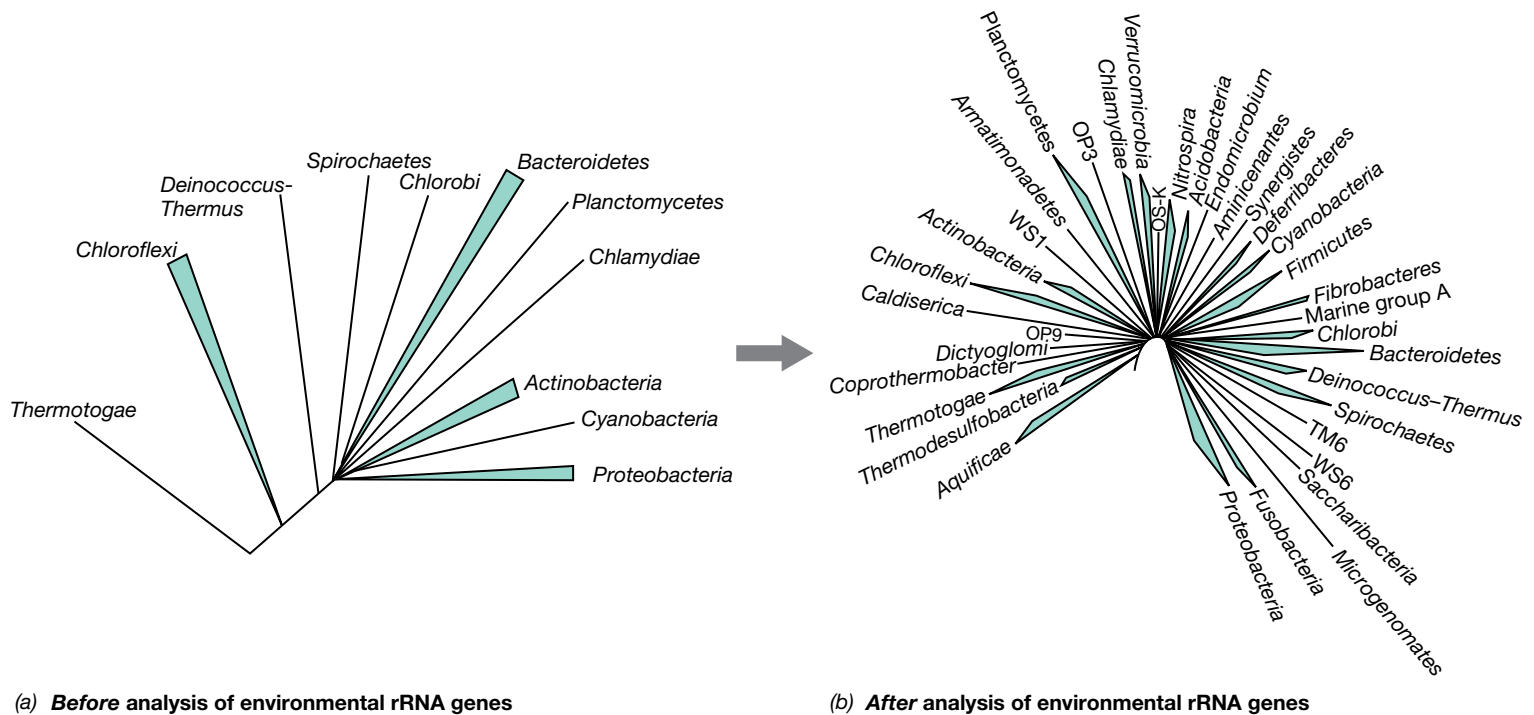 Thermotogae
Chloroflexi
Deinococcus-
Thermus
Spirochaetes
Chlorobi
Bacteroidetes
Planctomycetes
Chlamydiae
Actinobacteria
Cyanobacteria
Proteobacteria
(a) Before analysis of environmental rRNA genes
Aquificae
Thermodesulfobacteria
Thermotogae
Coprothermobacter
Dictyoglomi
OP9
Caldiserica
Chloroflexi
Actinobacteria
WS1
Armatimonadetes
Planctomycetes
OP3
Chlamydiae
Verrucomicrobia
OS-K
Nitrospira
Acidobacteria
Endomicrobium
Aminicenantes
Synergistes
Deferribacteres
Cyanobacteria
Firmicutes
Fibrobacteres
Marine group A
Chlorobi
Bacteroidetes
Deinococcus–Thermus
Spirochaetes
TM6
WS6
Saccharibacteria
Microgenomates
Fusobacteria
Proteobacteria
(b) After analysis of environmental rRNA genes